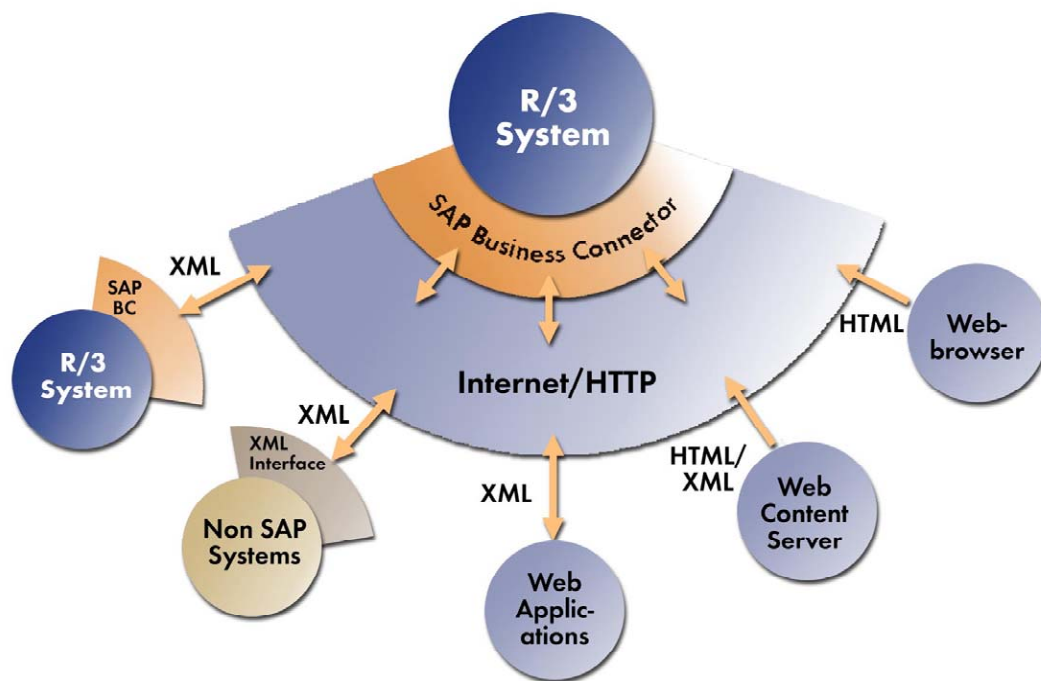 R/3
System
SAP Business Connector
XML
SAP
BC
R/3
System
Internet/HTTP
HTML
Web-
browser
XML
XML
Interface
Non SAP
Systems
XML
Web
Applic-
ations
HTML/
XML
Web
Content
Server